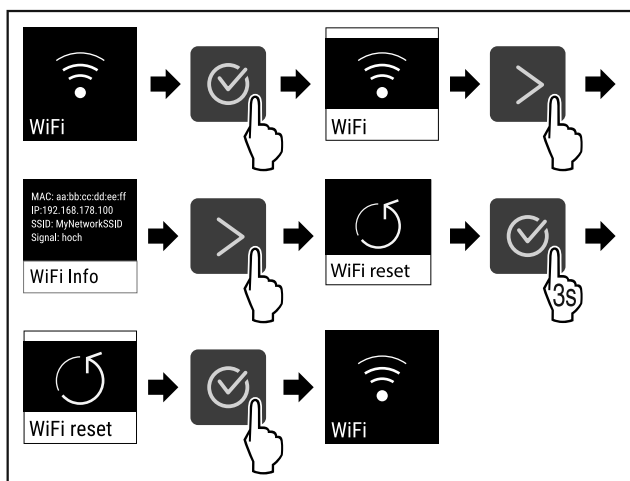 WiFi
WiFi
MAC: aa:bb:cc:dd:ee:ff
IP:192.168.178.100
SSID: MyNetworkSSID
Signal: hoch
WiFi Info
WiFi reset
3s
WiFi reset
WiFi